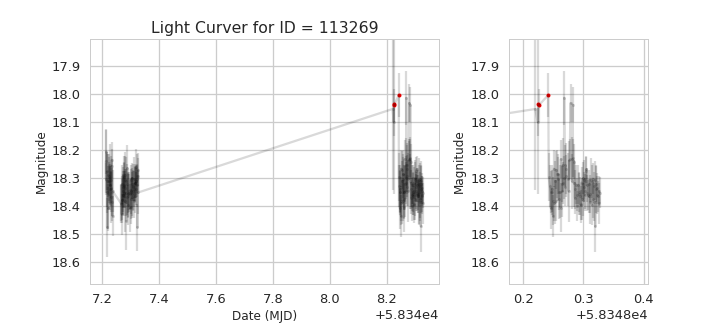 Light Curver for ID = 113269
Magnitude
17.9
18.0
18.1
18.2
18.3
18.4
18.5
18.6
7.2 7.4 7.6 7.8 8.0 8.2
Date (MJD)
+5.834e4
Magnitude
17.9
18.0
18.1
18.2
18.3
18.4
18.5
18.6
0.2 0.3 0.4
+5.8348e4